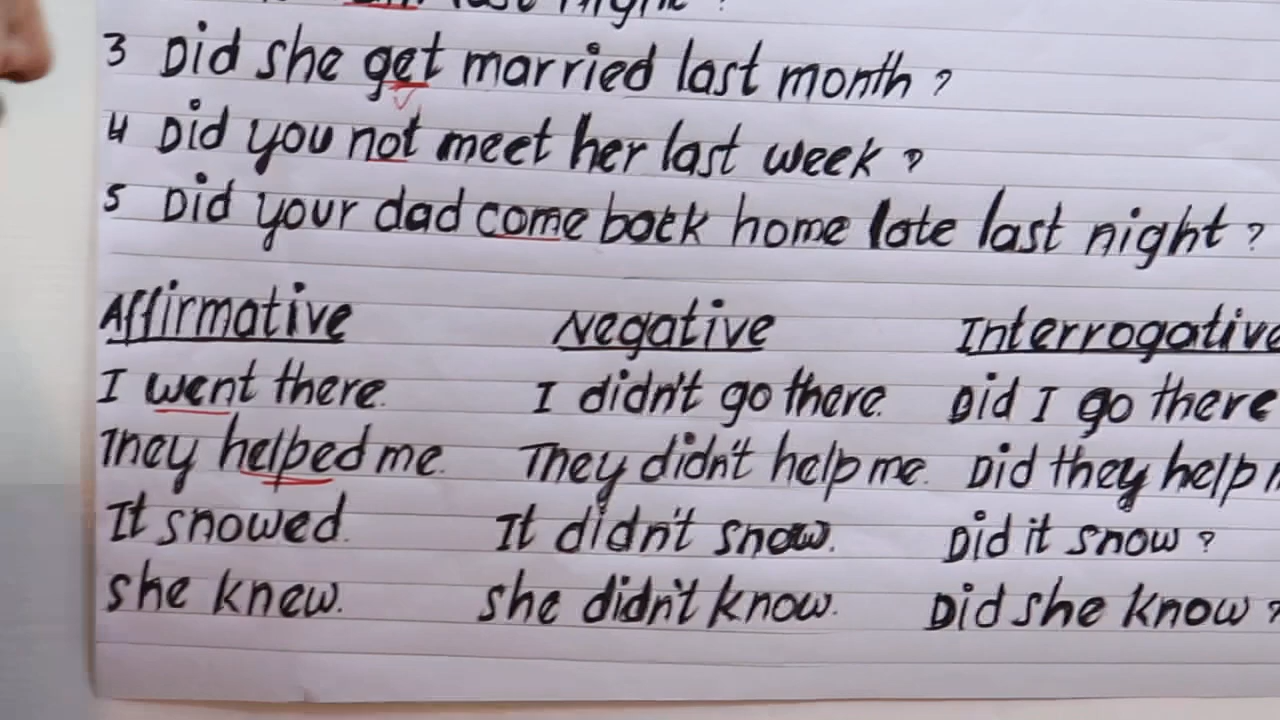 last night ?
3 Did she get married last month ?
4 Did you not meet her last week ?
5 Did your dad come back home late last night ?
Affirmative Negative Interrogative
I went there. I didn't go there. Did I go there
They helped me. They didn't help me. Did they help
It snowed. It didn't snow. Did it snow ?
she knew. she didn't know. Did she know ?